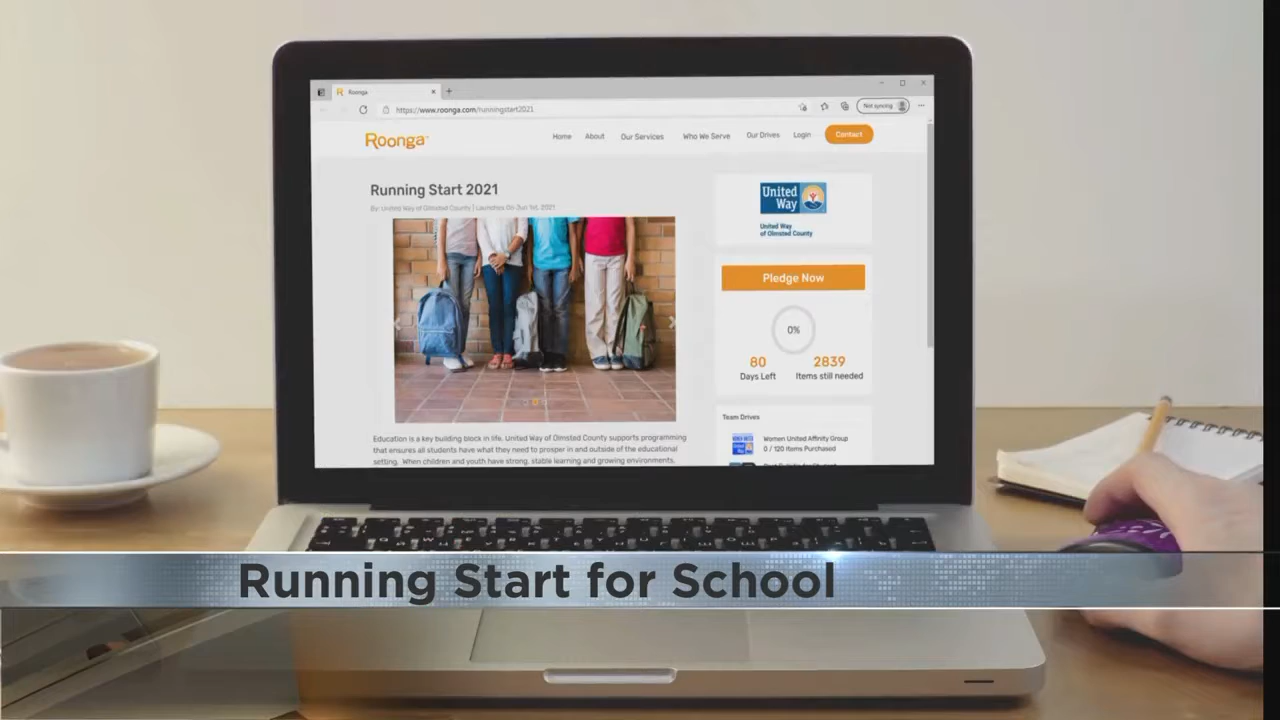 Roonga
https://www.roonga.com/runningstart2021
Not syncing
Roonga
Home About Our Services Who We Serve Our Drives Login Contact
Running Start 2021
By: United Way of Olmsted County | Launches On Jun 1st, 2021
United
Way
United Way
of Olmsted County
Pledge Now
0%
80 2839
Days Left Items still needed
Team Drives
Women United Affinity Group
0 / 120 Items Purchased
Education is a key building block in life. United Way of Olmsted County supports programming
that ensures all students have what they need to prosper in and outside of the educational
setting. When children and youth have strong, stable learning and growing environments,
Running Start for School